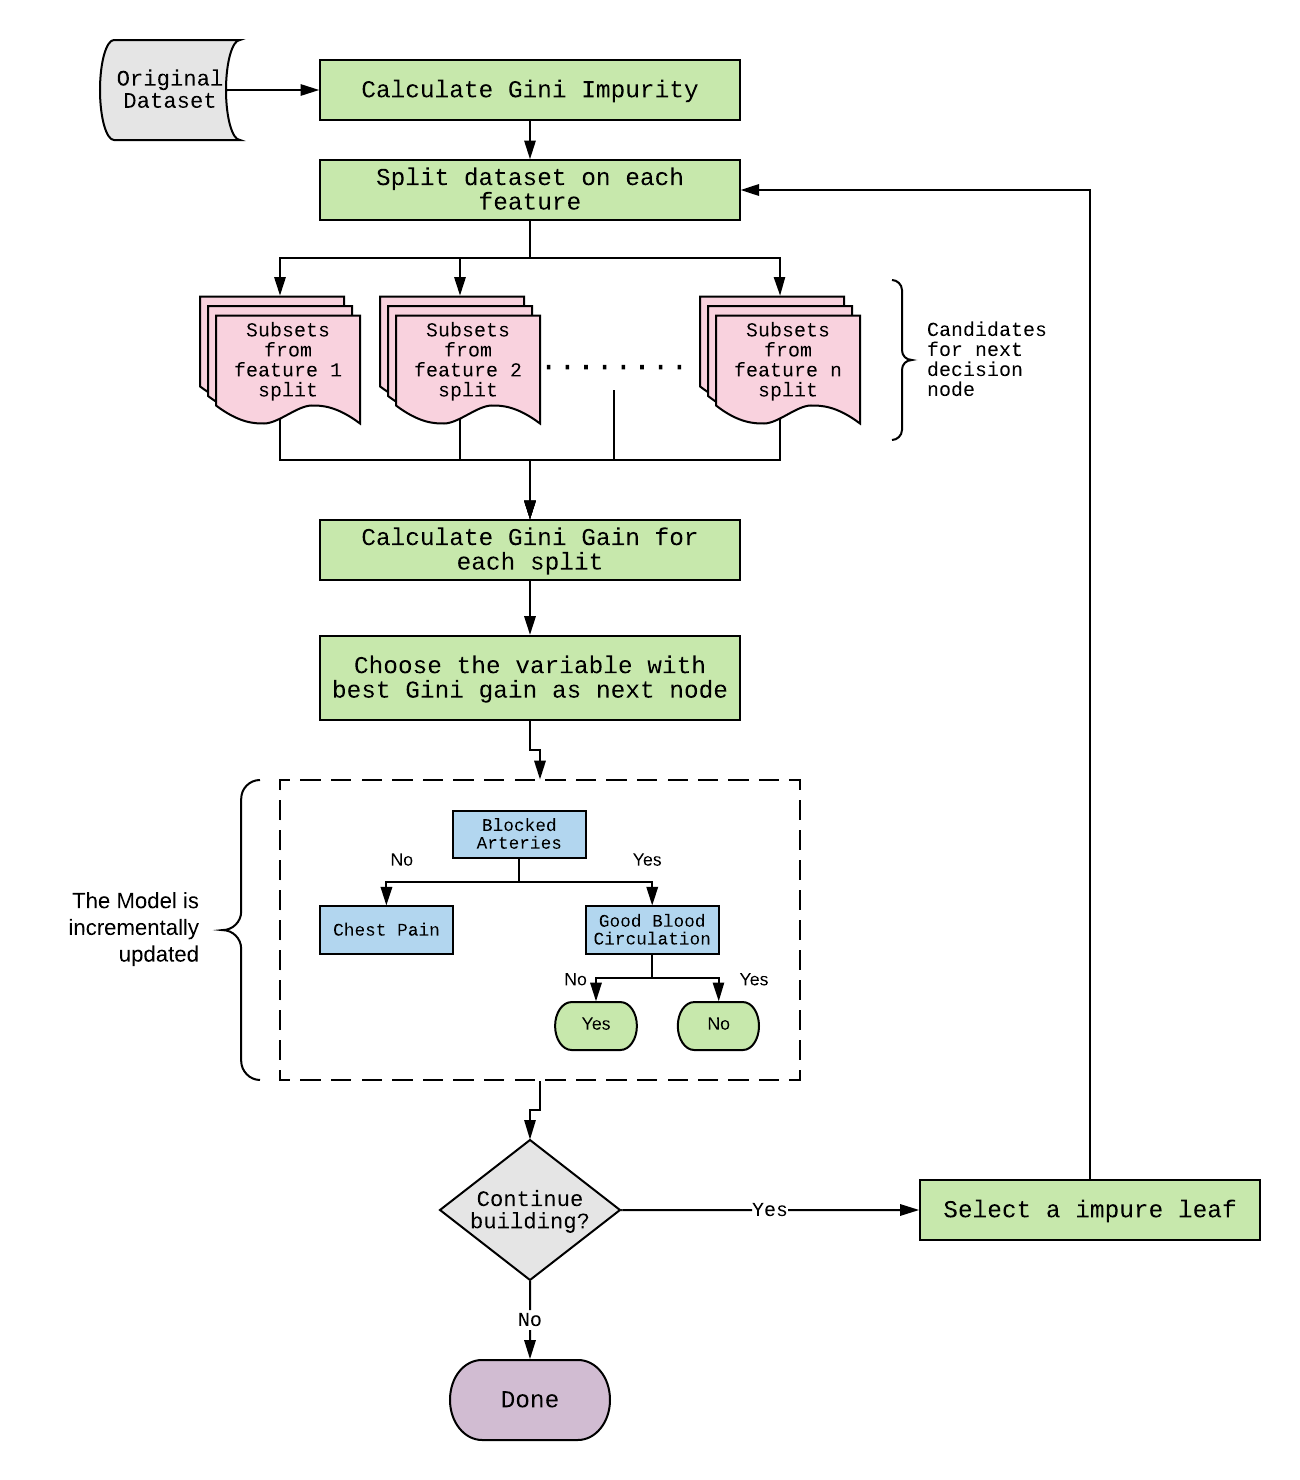 Original
Dataset
Calculate Gini Impurity
Split dataset on each
feature
Subsets
from
feature 1
split
Subsets
from
feature 2
split
........
Subsets
from
feature n
split
Candidates
for next
decision
node
Calculate Gini Gain for
each split
Choose the variable with
best Gini gain as next node
The Model is
incrementally
updated
Blocked
Arteries
No
Yes
Chest Pain
Good Blood
Circulation
No
Yes
Yes
No
Continue
building?
Yes
Select a impure leaf
No
Done